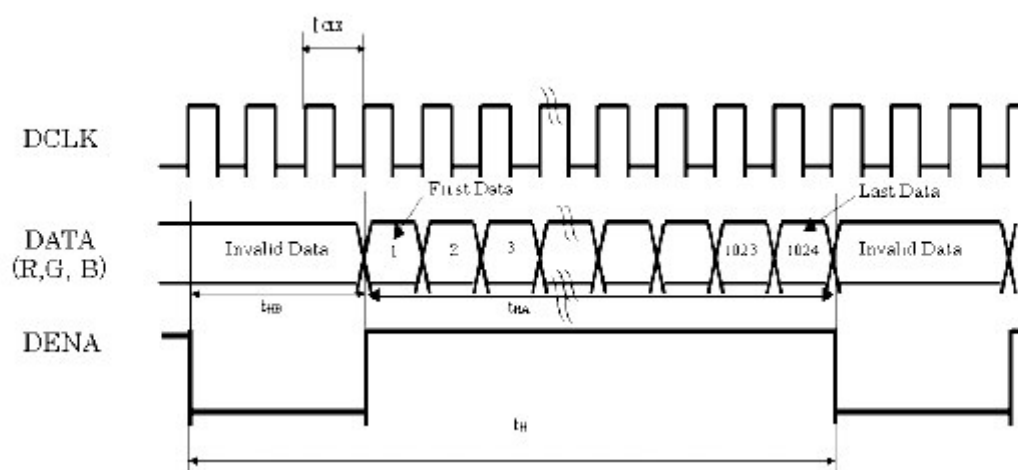 tCLK
DCLK
First Data
Last Data
DATA
(R,G, B)
Invalid Data
1
2
3
1023
1024
Invalid Data
tHB
tHA
DENA
tH